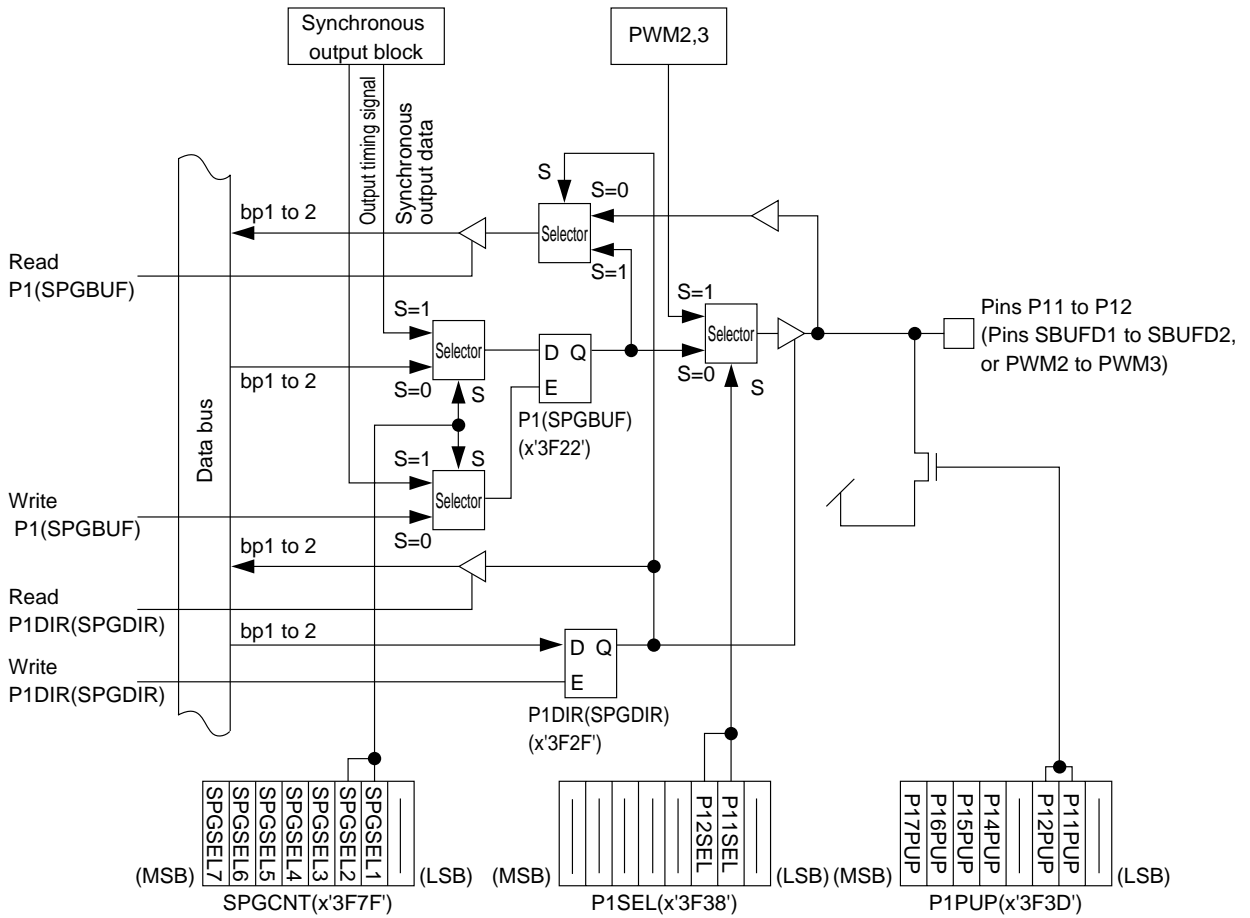 Synchronous
output block
PWM2,3
Output timing signal
Synchronous
output data
S
S=0
bp1 to 2
Selector
Read
P1(SPGBUF)
S=1
S=1
S=1
Pins P11 to P12
(Pins SBUFD1 to SBUFD2,
or PWM2 to PWM3)
Selector
Selector
D Q
bp1 to 2
S=0
S
E
S=0
S
P1(SPGBUF)
(x'3F22')
Data bus
S=1
S
Selector
Write
P1(SPGBUF)
S=0
bp1 to 2
Read
P1DIR(SPGDIR)
bp1 to 2
D Q
Write
P1DIR(SPGDIR)
E
P1DIR(SPGDIR)
(x'3F2F')
(MSB)
SPGSEL7
SPGSEL6
SPGSEL5
SPGSEL4
SPGSEL3
SPGSEL2
SPGSEL1
(LSB)
SPGCNT(x'3F7F')
(MSB)
P12SEL
P11SEL
(LSB)
P1SEL(x'3F38')
(MSB)
P17PUP
P16PUP
P15PUP
P14PUP
P12PUP
P11PUP
(LSB)
P1PUP(x'3F3D')